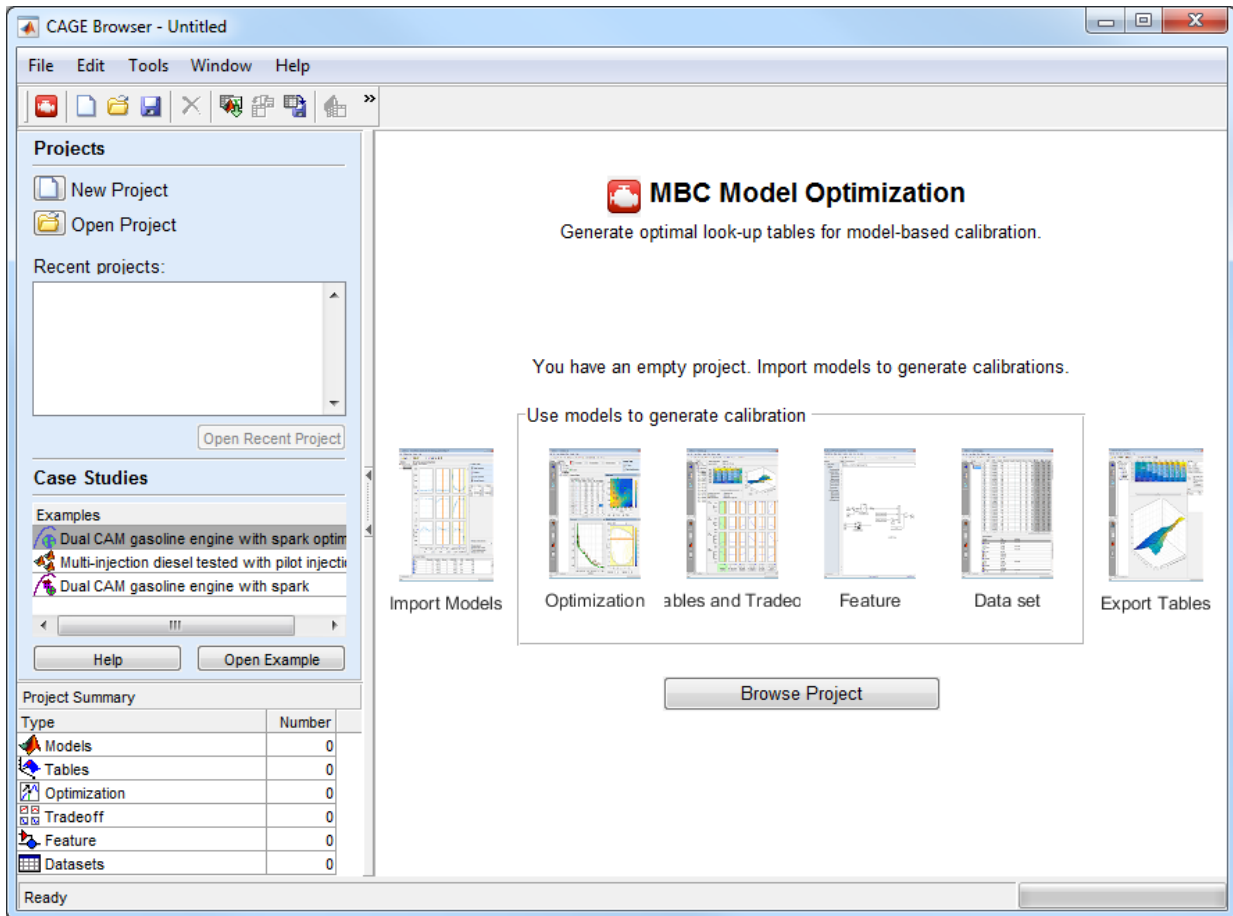 CAGE Browser - Untitled
File Edit Tools Window Help
Projects
New Project
Open Project
Recent projects:
Open Recent Project
Case Studies
Examples
Dual CAM gasoline engine with spark optim
Multi-injection diesel tested with pilot injecti
Dual CAM gasoline engine with spark
Help Open Example
Project Summary
Type Number
Models 0
Tables 0
Optimization 0
Tradeoff 0
Feature 0
Datasets 0
MBC Model Optimization
Generate optimal look-up tables for model-based calibration.
You have an empty project. Import models to generate calibrations.
Use models to generate calibration
Import Models Optimization ables and Tradeo Feature Data set Export Tables
Browse Project
Ready